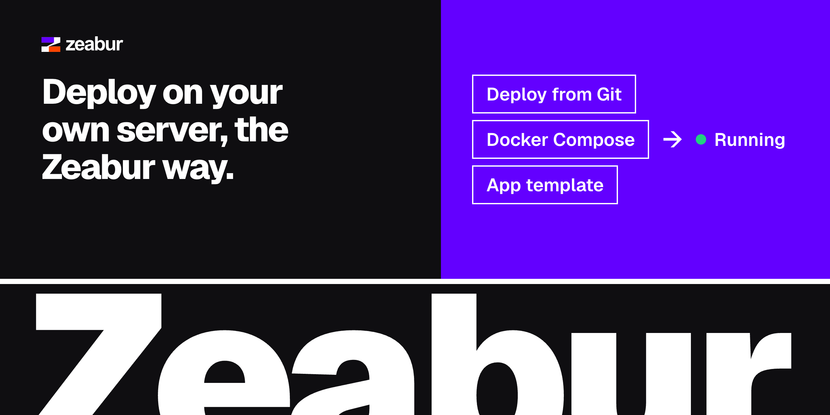 zeabur
Deploy on your
own server, the
Zeabur way.
Deploy from Git
Docker Compose → Running
App template
Zeabur